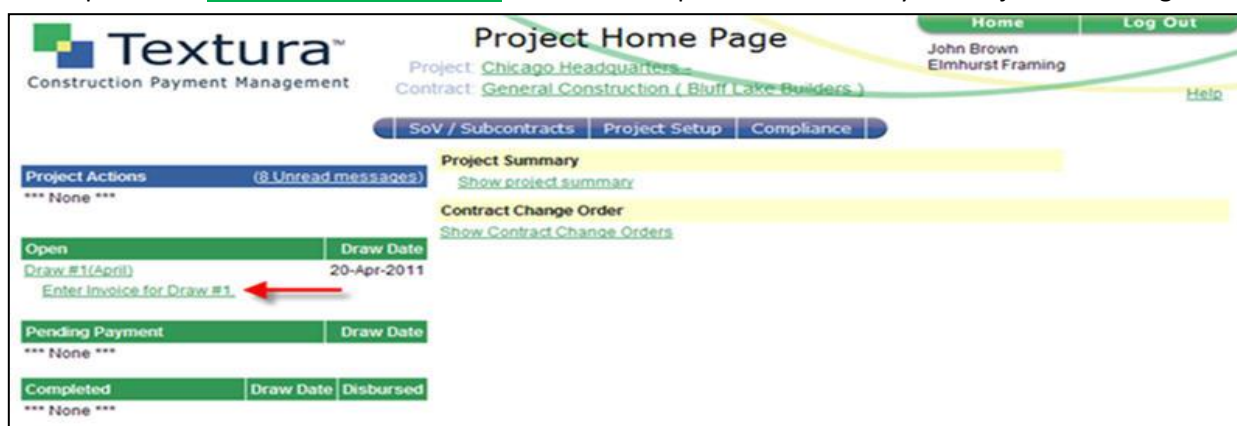 Home Log Out
Textura™
Project Home Page
John Brown
Elmhurst Framing
Construction Payment Management
Project: Chicago Headquarters -
Contract: General Construction ( Bluff Lake Builders )
Help
SoV / Subcontracts Project Setup Compliance
Project Summary
Show project summary
Contract Change Order
Show Contract Change Orders
Project Actions (8 Unread messages)
*** None ***
Open Draw Date
Draw #1(April) 20-Apr-2011
Enter Invoice for Draw #1.
Pending Payment Draw Date
*** None ***
Completed Draw Date Disbursed
*** None ***